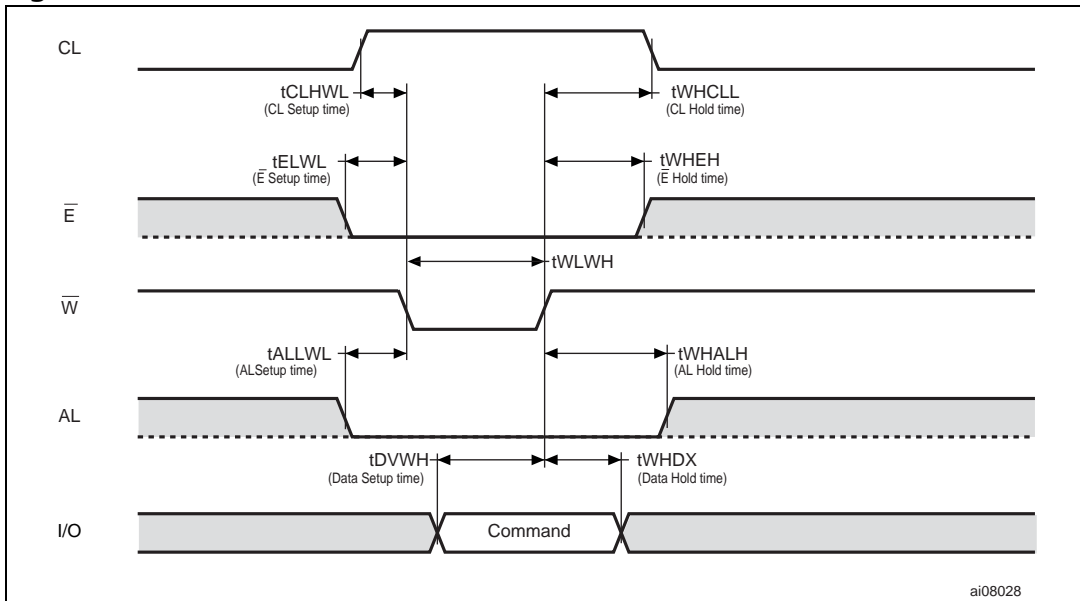 CL
tCLHWL
(CL Setup time)
tWHCLL
(CL Hold time)
tELWL
(E̅ Setup time)
tWHEH
(E̅ Hold time)
E̅
tWLWH
W̅
tALLWL
(ALSetup time)
tWHALH
(AL Hold time)
AL
tDVWH
(Data Setup time)
tWHDX
(Data Hold time)
I/O
Command
ai08028